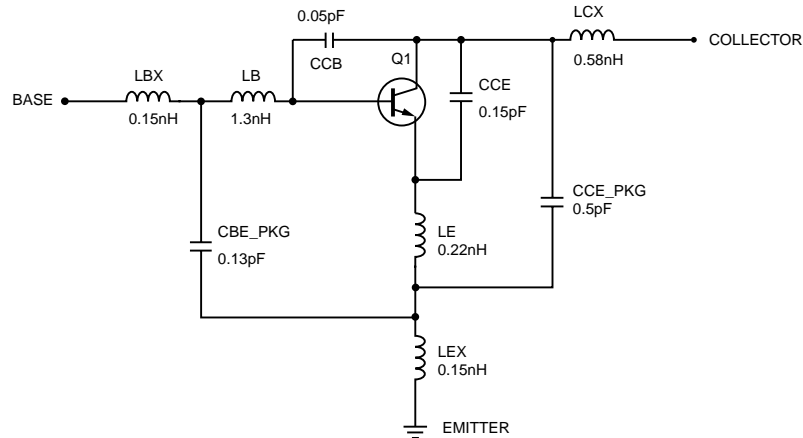 0.05pF
CCB
LCX
0.58nH
COLLECTOR
Q1
LBX
0.15nH
LB
1.3nH
BASE
CCE
0.15pF
CCE_PKG
0.5pF
CBE_PKG
0.13pF
LE
0.22nH
LEX
0.15nH
EMITTER